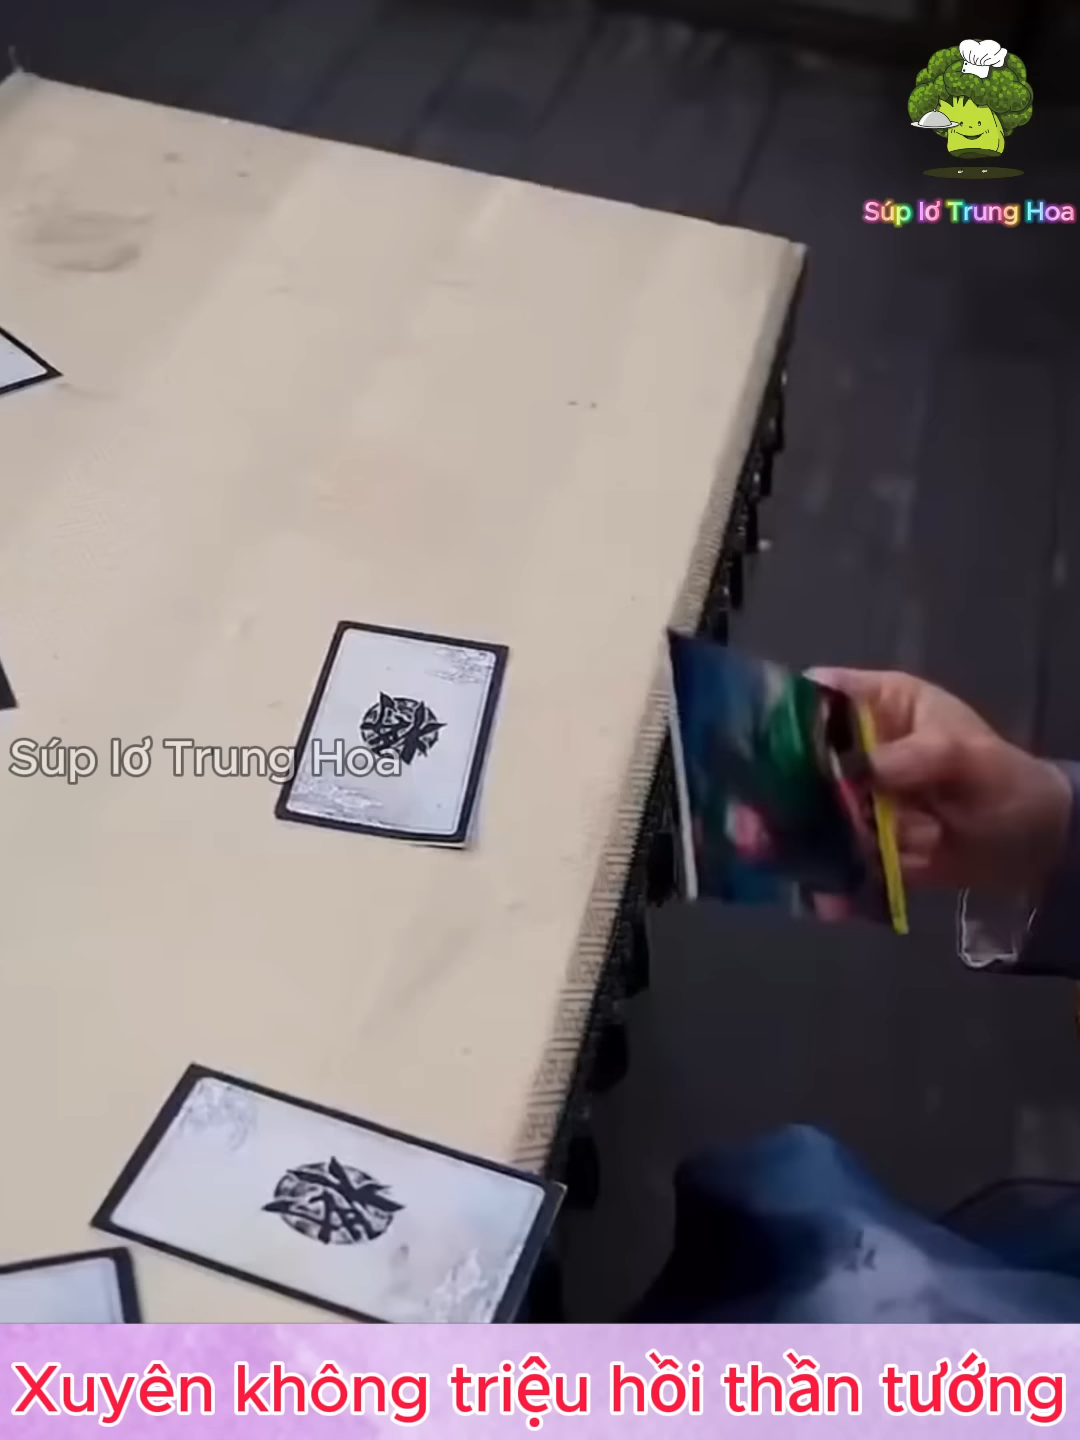 Súp lơ Trung Hoa
Súp lơ Trung Hoa
Xuyên không triệu hồi thần tướng